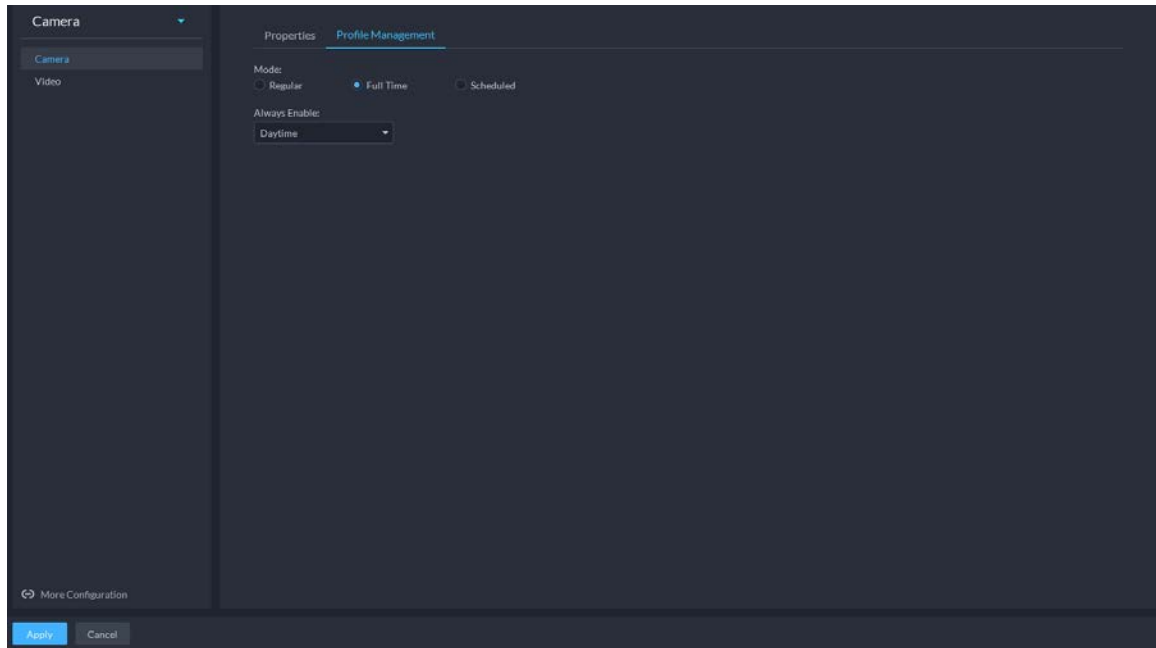 Camera
Camera
Video
Properties Profile Management
Mode:
Regular Full Time Scheduled
Always Enable:
Daytime
More Configuration
Apply Cancel